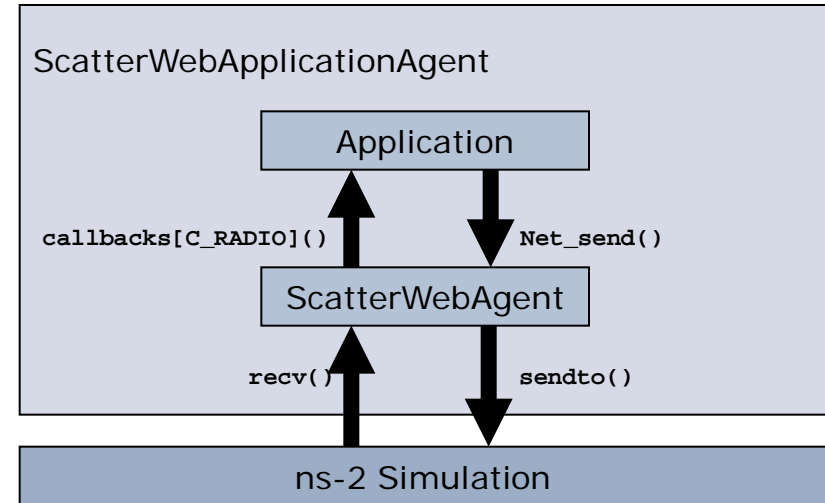 ScatterWebApplicationAgent
Application
callbacks[C_RADIO]()
Net_send()
ScatterWebAgent
recv()
sendto()
ns-2 Simulation